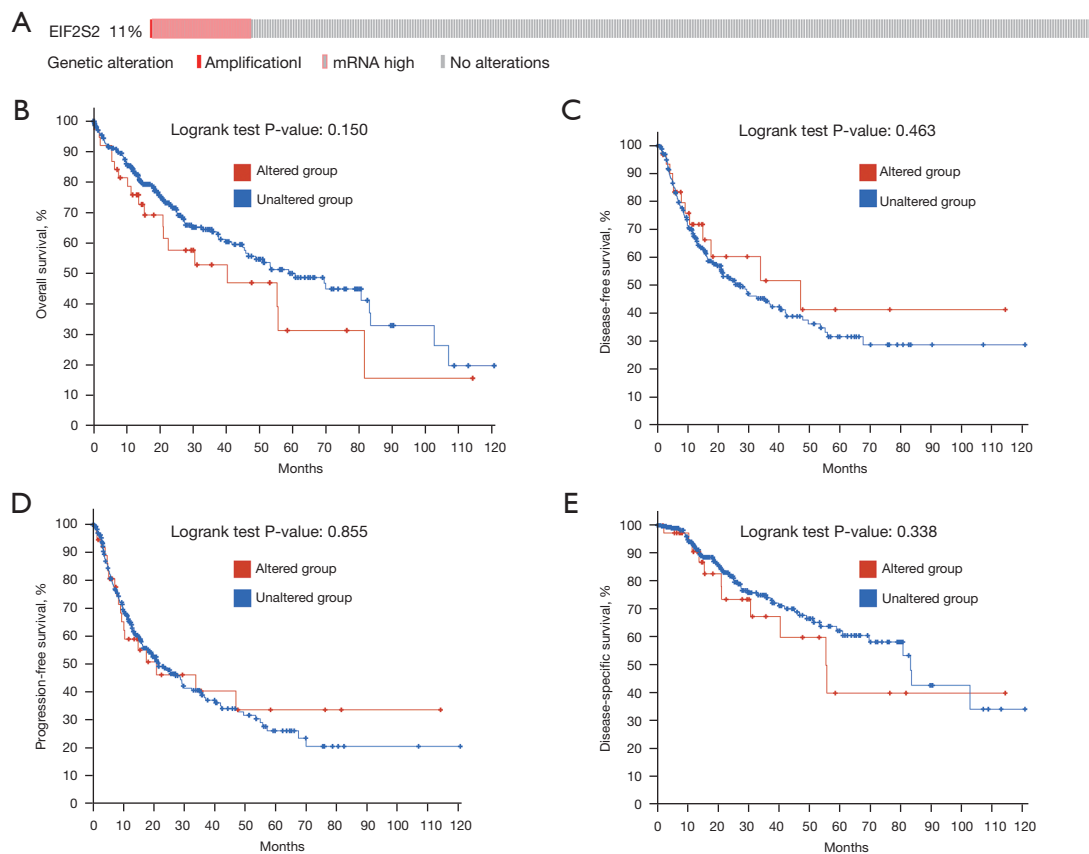 A
EIF2S2 11%
Genetic alteration Amplificationl mRNA high No alterations
B
Logrank test P-value: 0.150
Altered group
Unaltered group
Overall survival, %
100
90
80
70
60
50
40
30
20
10
0
0 10 20 30 40 50 60 70 80 90 100 110 120
Months
C
Logrank test P-value: 0.463
Altered group
Unaltered group
Disease-free survival, %
100
90
80
70
60
50
40
30
20
10
0
0 10 20 30 40 50 60 70 80 90 100 110 120
Months
D
Logrank test P-value: 0.855
Altered group
Unaltered group
Progression-free survival, %
100
90
80
70
60
50
40
30
20
10
0
0 10 20 30 40 50 60 70 80 90 100 110 120
Months
E
Logrank test P-value: 0.338
Altered group
Unaltered group
Disease-specific survival, %
100
90
80
70
60
50
40
30
20
10
0
0 10 20 30 40 50 60 70 80 90 100 110 120
Months